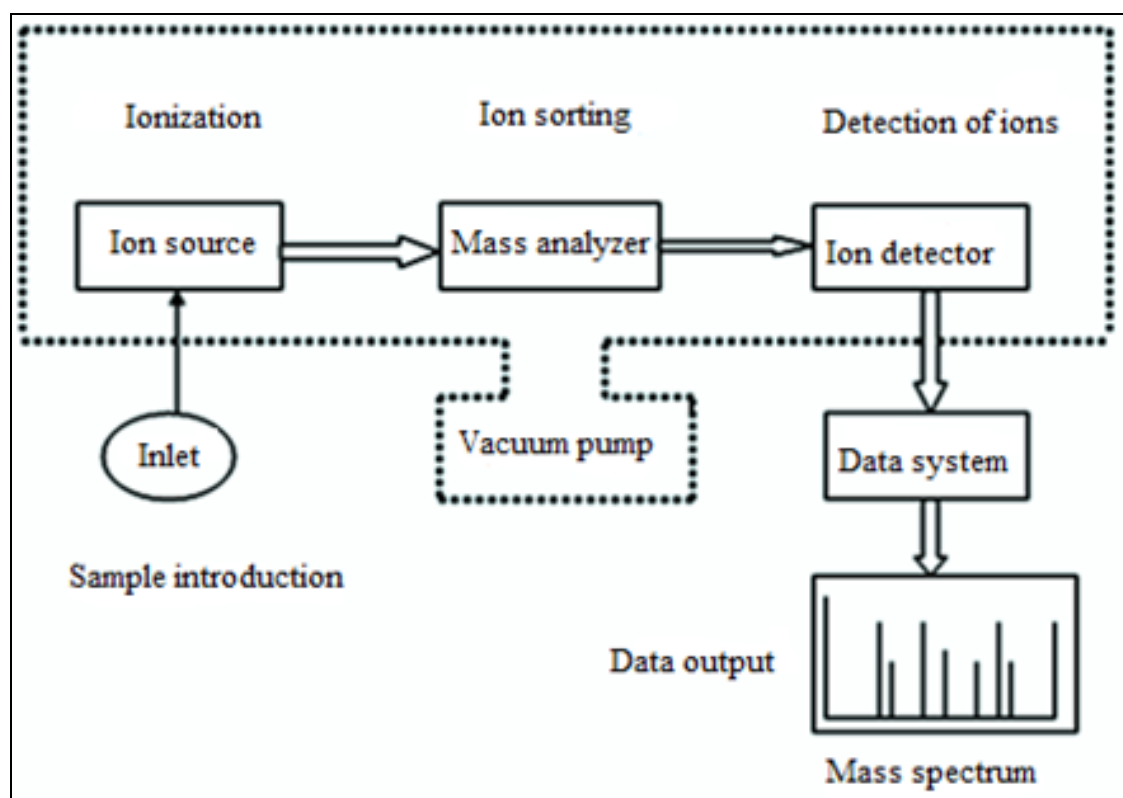 Ionization
Ion sorting
Detection of ions
Ion source
Mass analyzer
Ion detector
Inlet
Vacuum pump
Data system
Sample introduction
Data output
Mass spectrum